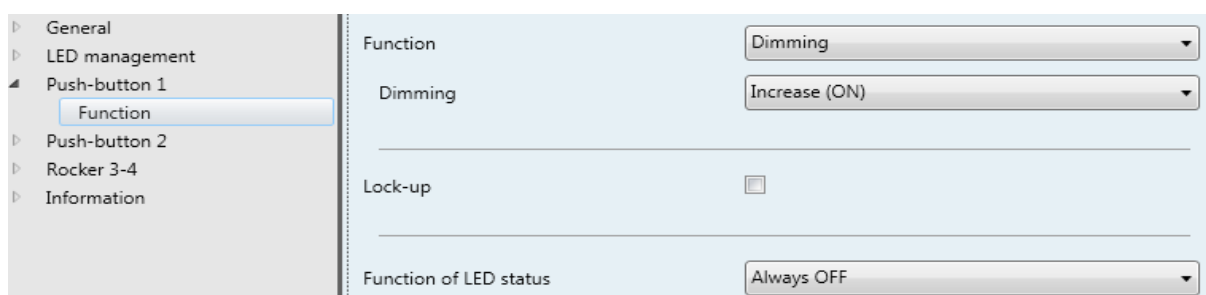 General
LED management
Push-button 1
Function
Push-button 2
Rocker 3-4
Information
Function
Dimming
Dimming
Increase (ON)
Lock-up
Function of LED status
Always OFF